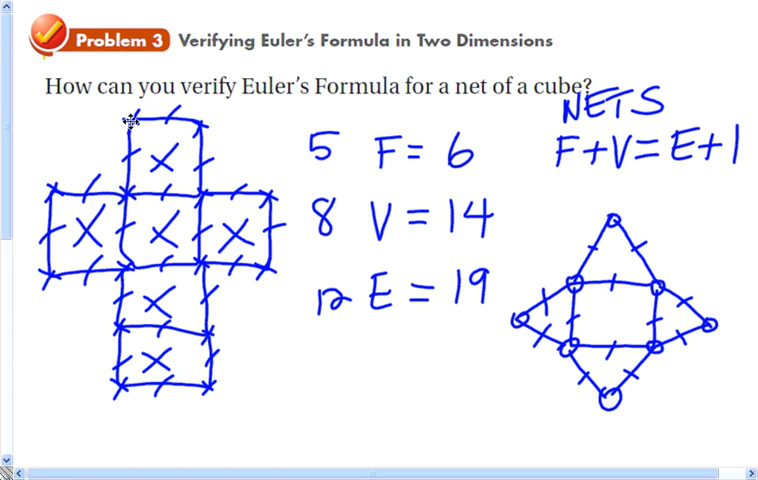 Problem 3 Verifying Euler's Formula in Two Dimensions
How can you verify Euler's Formula for a net of a cube?
NETS
F+V=E+1
5 F=6
8 V=14
12 E=19